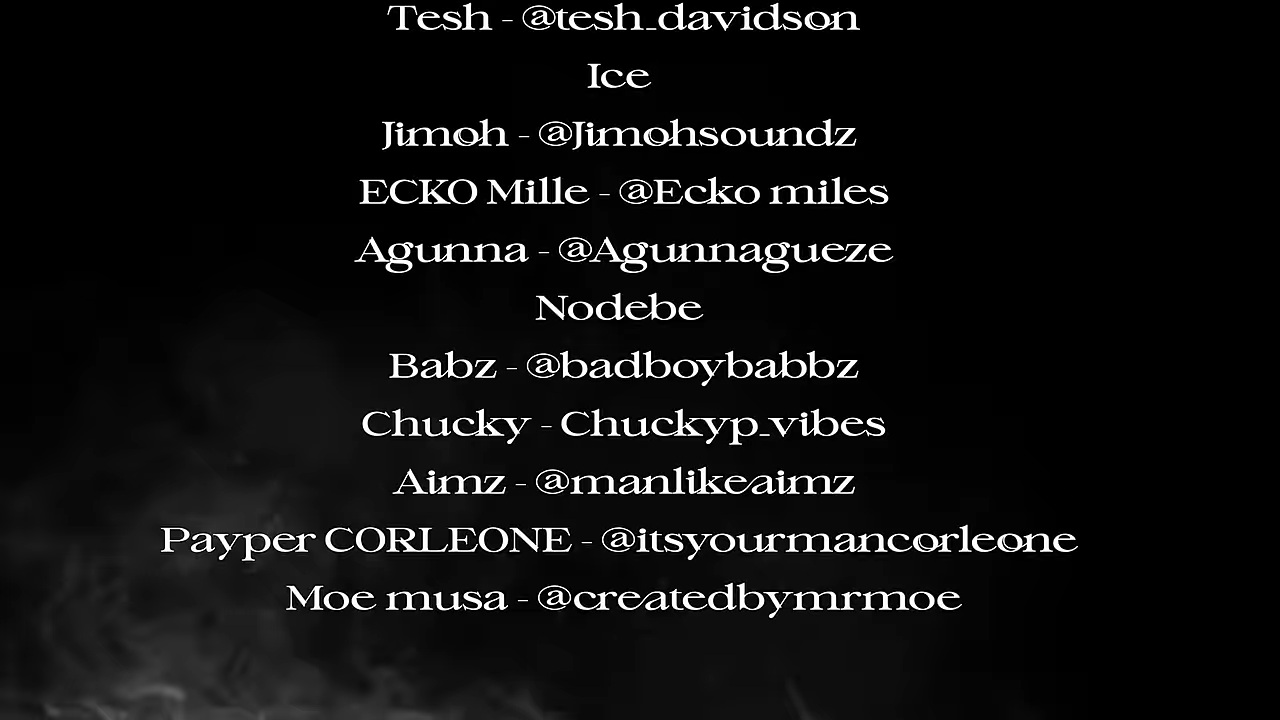 Tesh - @tesh_davidson
Ice
Jimoh - @Jimohsoundz
ECKO Mille - @Ecko miles
Agunna - @Agunnagueze
Nodebe
Babz - @badboybabbz
Chucky - Chuckyp_vibes
Aimz - @manlikeaimz
Payper CORLEONE - @itsyourmancorleone
Moe musa - @createdbymrmoe